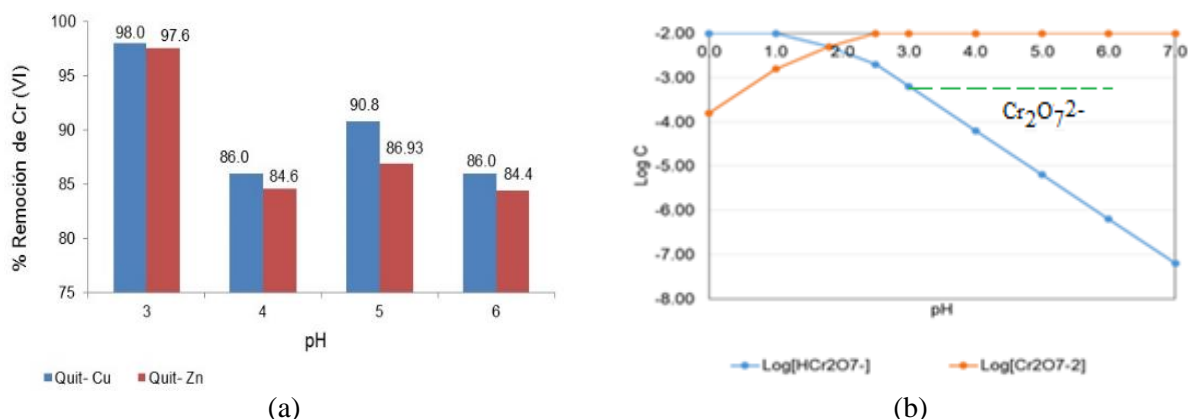 100
95
90
85
80
75
% Remoción de Cr (VI)
98.0
97.6
86.0
84.6
90.8
86.93
86.0
84.4
3
4
5
6
pH
Quit- Cu
Quit- Zn
(a)
-2.00
-3.00
-4.00
-5.00
-6.00
-7.00
-8.00
Log C
0.0 1.0 2.0 3.0 4.0 5.0 6.0 7.0
Cr2O7²-
pH
Log[HCr2O7-]
Log[Cr2O7-2]
(b)